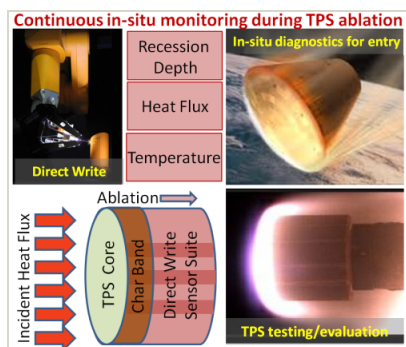 Continuous in-situ monitoring during TPS ablation
Direct Write
Recession
Depth
Heat Flux
Temperature
In-situ diagnostics for entry
Incident Heat Flux
Ablation
TPS Core
Char Band
Direct Write
Sensor Suite
TPS testing/evaluation